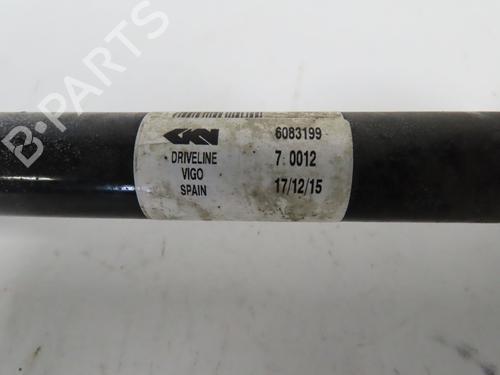 GKN 6083199
DRIVELINE 7 0012
VIGO
SPAIN 17/12/15
B-PARTS